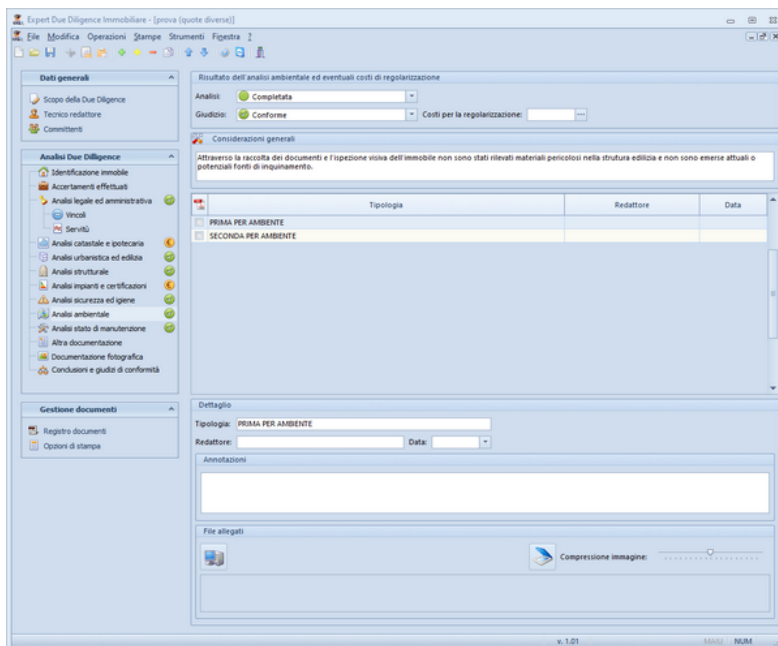 Expert Due Diligence Immobiliare - [prova (quote diverse)]
File Modifica Operazioni Stampe Strumenti Finestra ?
Dati generali
Scopo della Due Diligence
Tecnico redattore
Committenti
Analisi Due Dilligence
Identificazione immobile
Accertamenti effettuati
Analisi legale ed amministrativa
Vincoli
Servitù
Analisi catastale e ipotecaria
Analisi urbanistica ed edilizia
Analisi strutturale
Analisi impianti e certificazioni
Analisi sicurezza ed igiene
Analisi ambientale
Analisi stato di manutenzione
Altra documentazione
Documentazione fotografica
Conclusioni e giudizi di conformità
Gestione documenti
Registro documenti
Opzioni di stampa
Risultato dell'analisi ambientale ed eventuali costi di regolarizzazione
Analisi: Completata
Giudizio: Conforme Costi per la regolarizzazione:
Considerazioni generali
Attraverso la raccolta dei documenti e l'ispezione visiva dell'immobile non sono stati rilevati materiali pericolosi nella strutura edilizia e non sono emerse attuali o
potenziali fonti di inquinamento.
Tipologia Redattore Data
PRIMA PER AMBIENTE
SECONDA PER AMBIENTE
Dettaglio
Tipologia: PRIMA PER AMBIENTE
Redattore: Data:
Annotazioni
File allegati
Compressione immagine:
v. 1.01 MAIU NUM